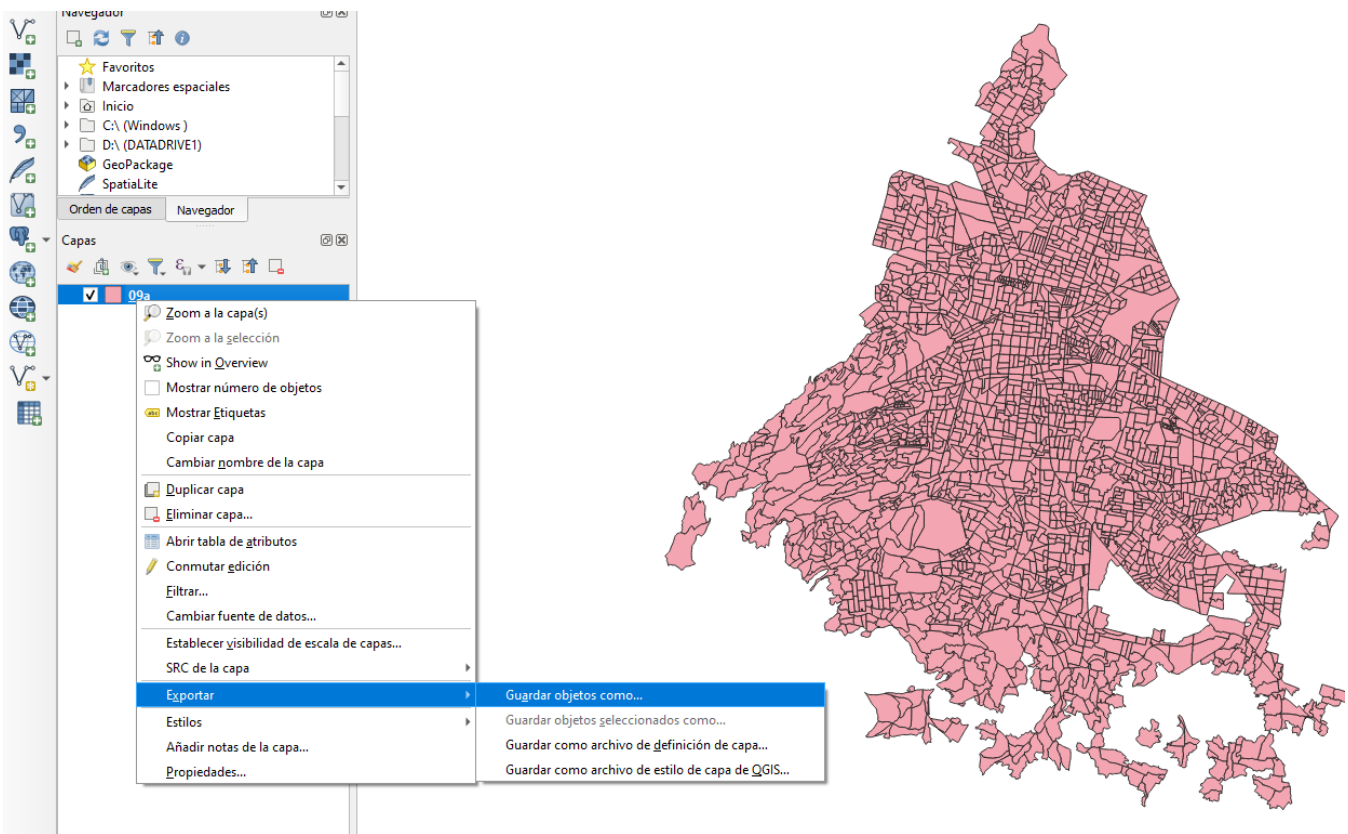 Navegador
Favoritos
Marcadores espaciales
Inicio
C:\ (Windows )
D:\ (DATADRIVE1)
GeoPackage
SpatiaLite
Orden de capas
Navegador
Capas
09a
Zoom a la capa(s)
Zoom a la selección
Show in Overview
Mostrar número de objetos
abc Mostrar Etiquetas
Copiar capa
Cambiar nombre de la capa
Duplicar capa
Eliminar capa...
Abrir tabla de atributos
Conmutar edición
Filtrar...
Cambiar fuente de datos...
Establecer visibilidad de escala de capas...
SRC de la capa
Exportar
Guardar objetos como...
Estilos
Guardar objetos seleccionados como...
Añadir notas de la capa...
Guardar como archivo de definición de capa...
Propiedades...
Guardar como archivo de estilo de capa de QGIS...